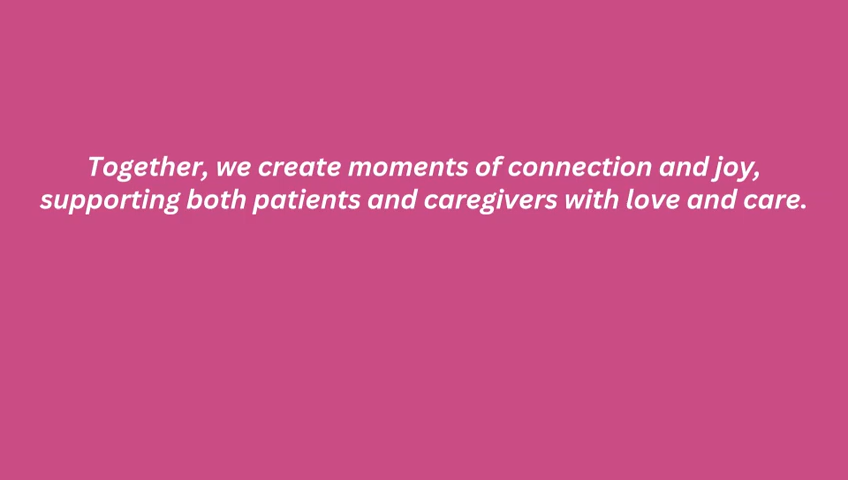 Together, we create moments of connection and joy,
supporting both patients and caregivers with love and care.